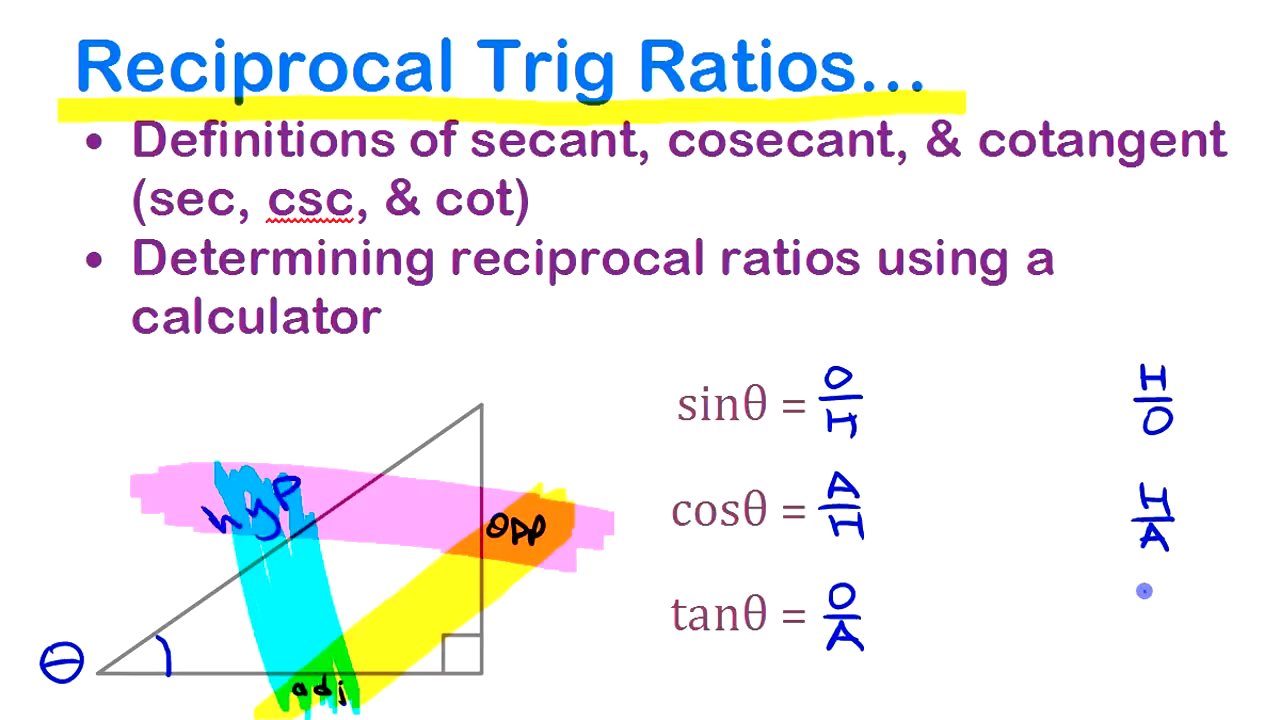 Reciprocal Trig Ratios...
• Definitions of secant, cosecant, & cotangent
(sec, csc, & cot)
• Determining reciprocal ratios using a
calculator
hyp
opp
adj
θ
sinθ = O/H
H/O
cosθ = A/H
H/A
tanθ = O/A